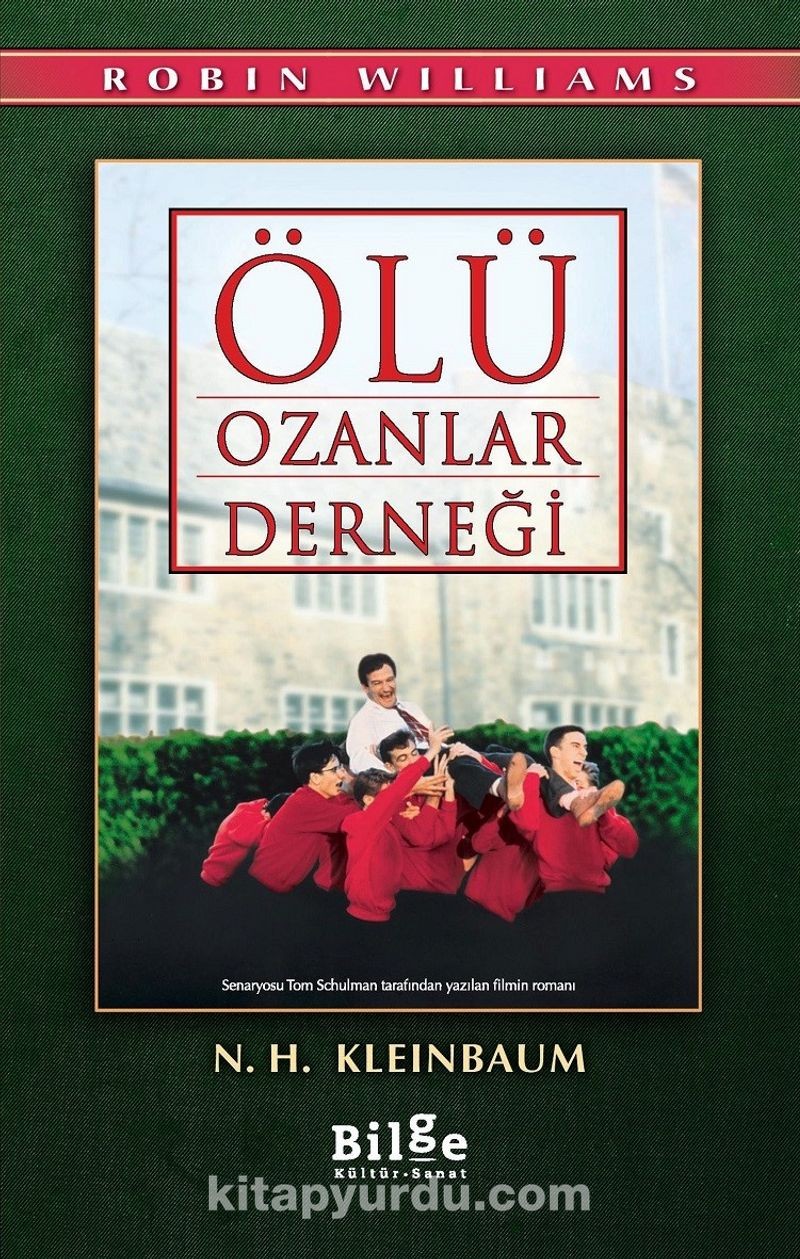 ROBIN WILLIAMS
ÖLÜ
OZANLAR
DERNEĞİ
Senaryosu Tom Schulman tarafından yazılan filmin romanı
N. H. KLEINBAUM
Bilge
Kültür•Sanat
kitapyurdu.com